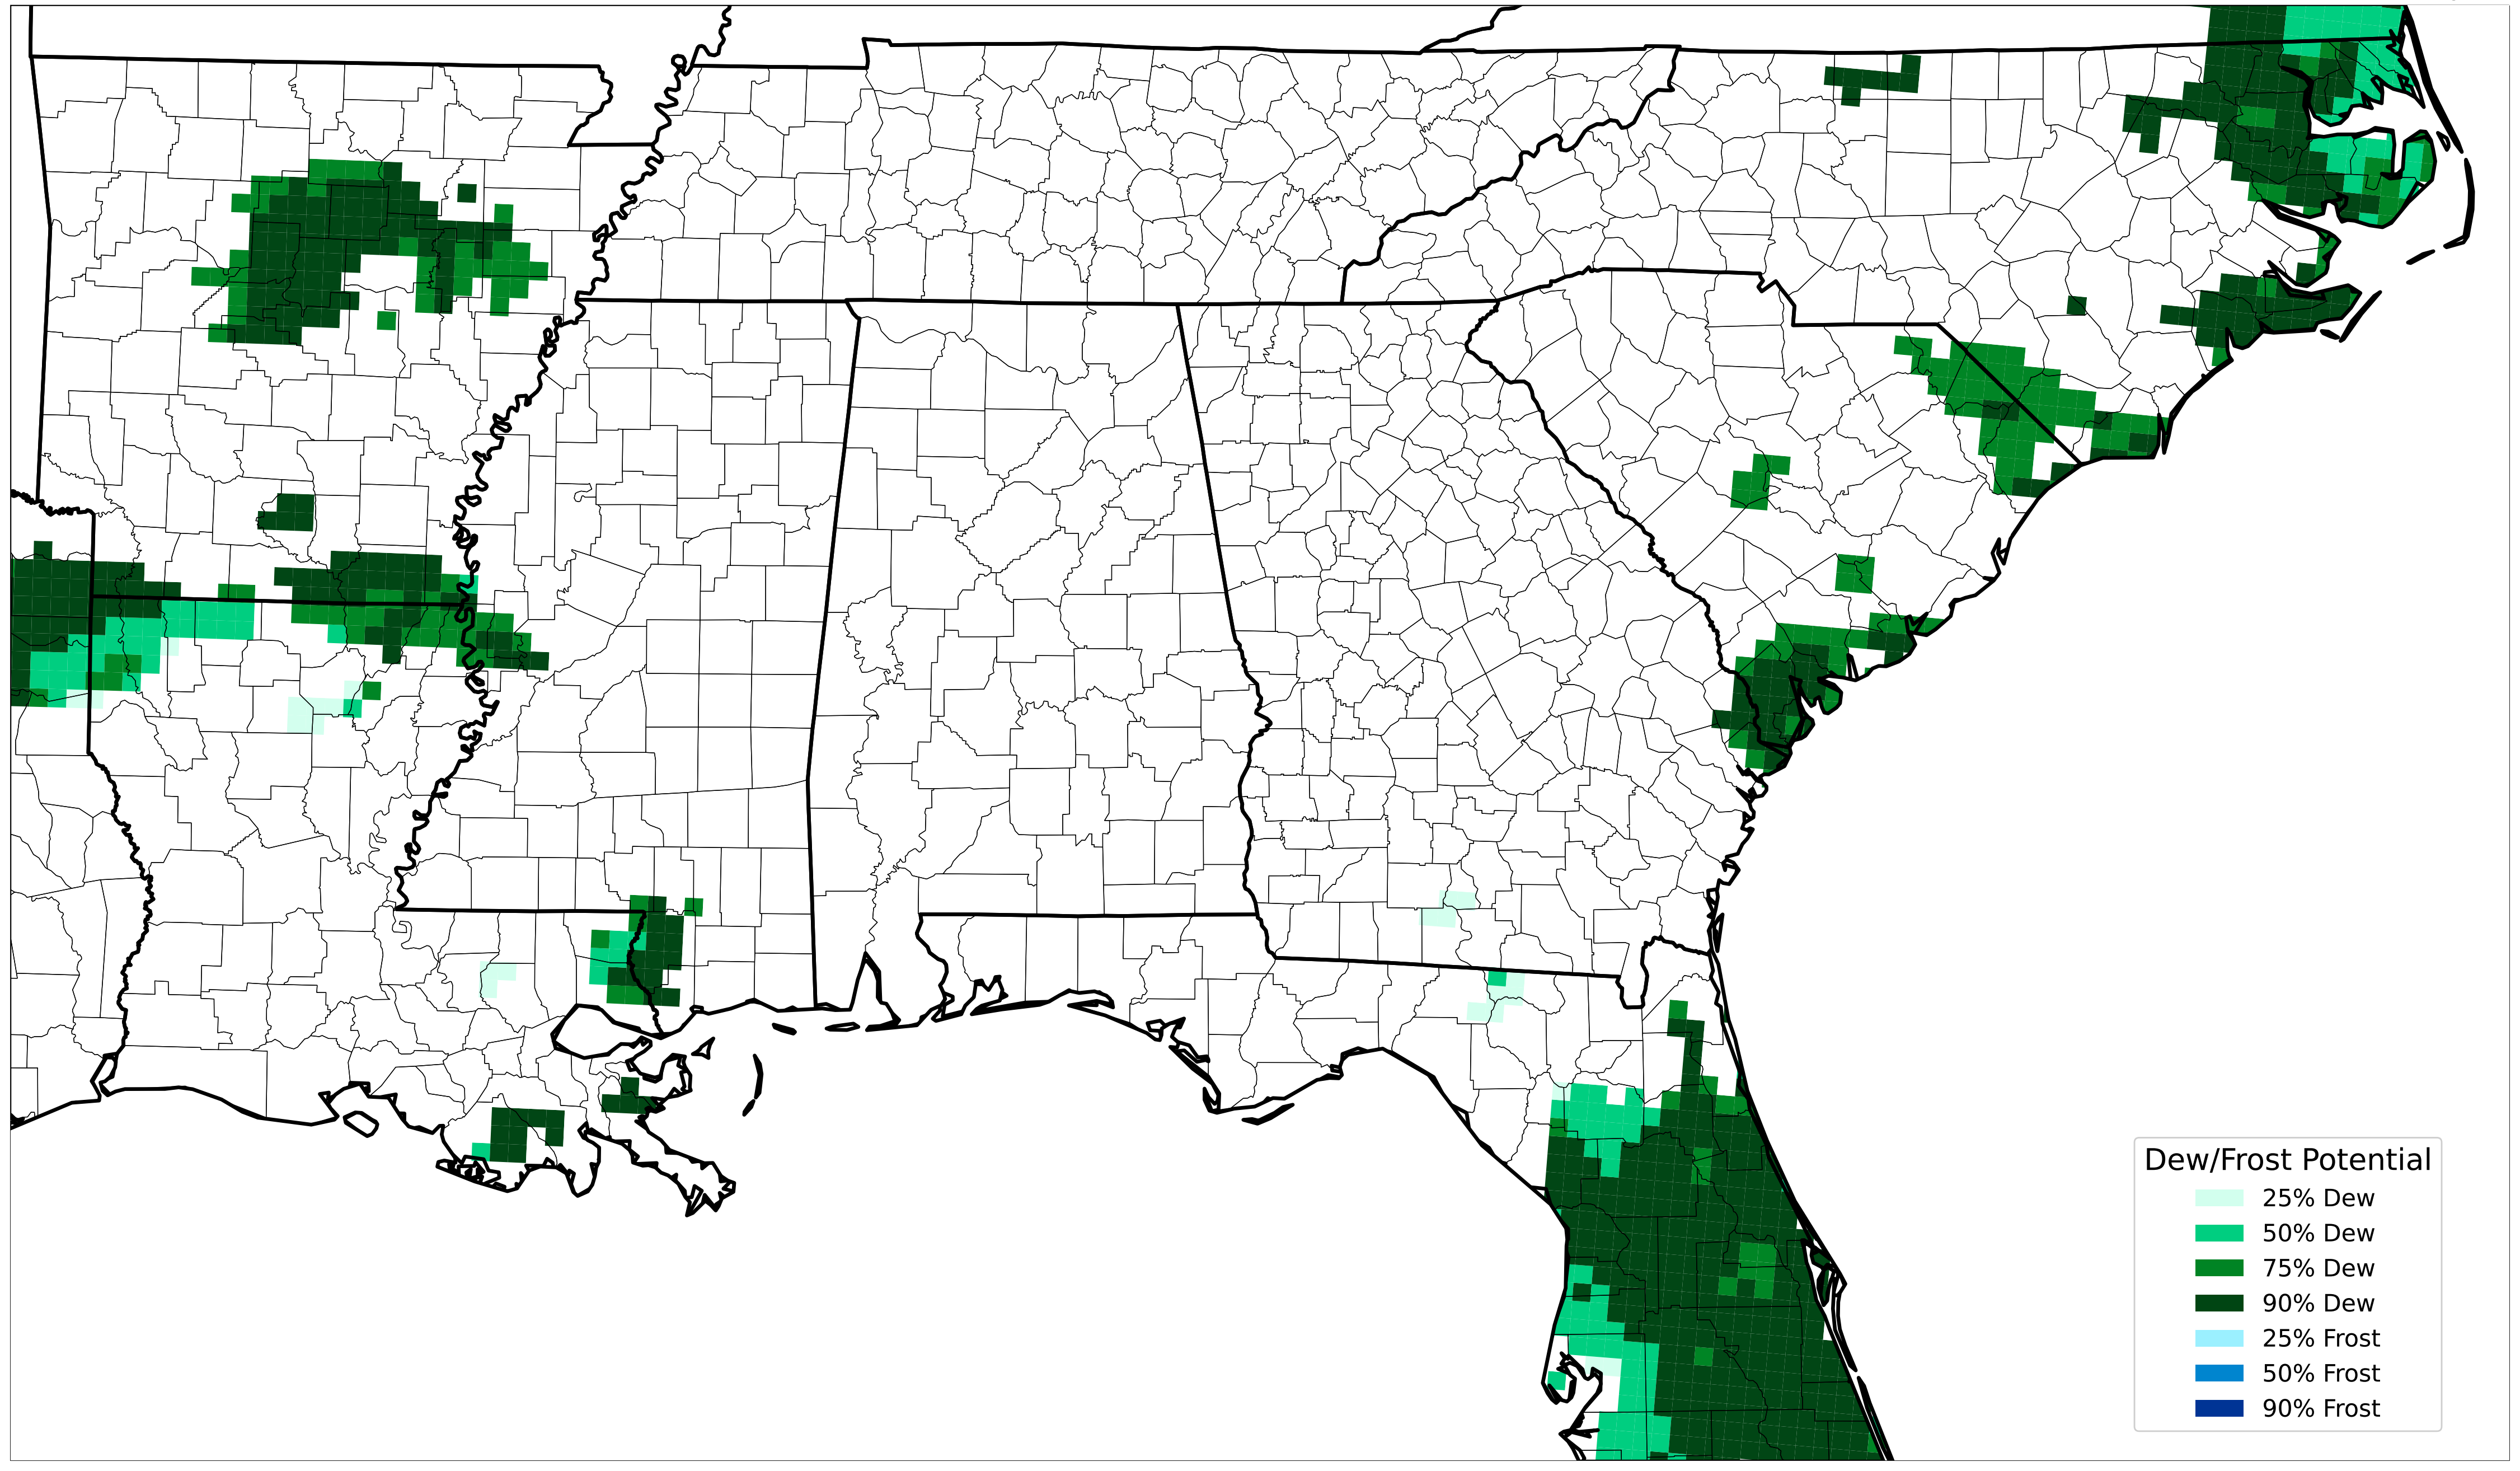 Dew/Frost Potential
25% Dew
50% Dew
75% Dew
90% Dew
25% Frost
50% Frost
90% Frost